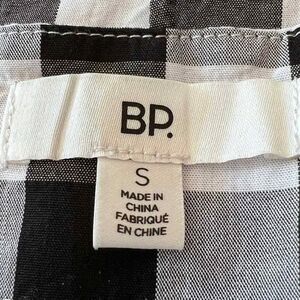 BP.
S
MADE IN
CHINA
FABRIQUÉ
EN CHINE